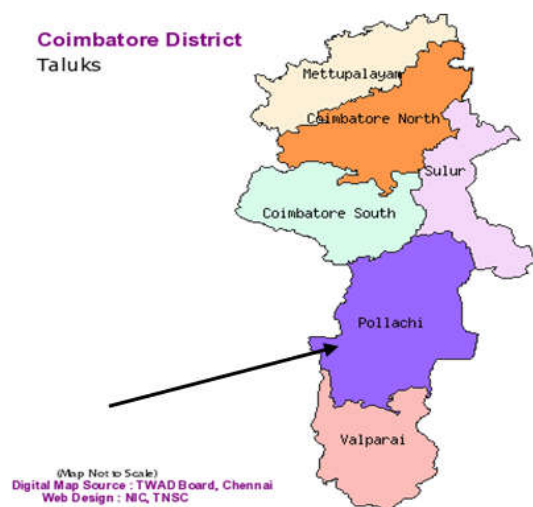 Coimbatore District
Taluks
Mettupalayam
Coimbatore North
Sulur
Coimbatore South
Pollachi
Valparai
(Map Not to Scale)
Digital Map Source : TWAD Board, Chennai
Web Design : NIC, TNSC